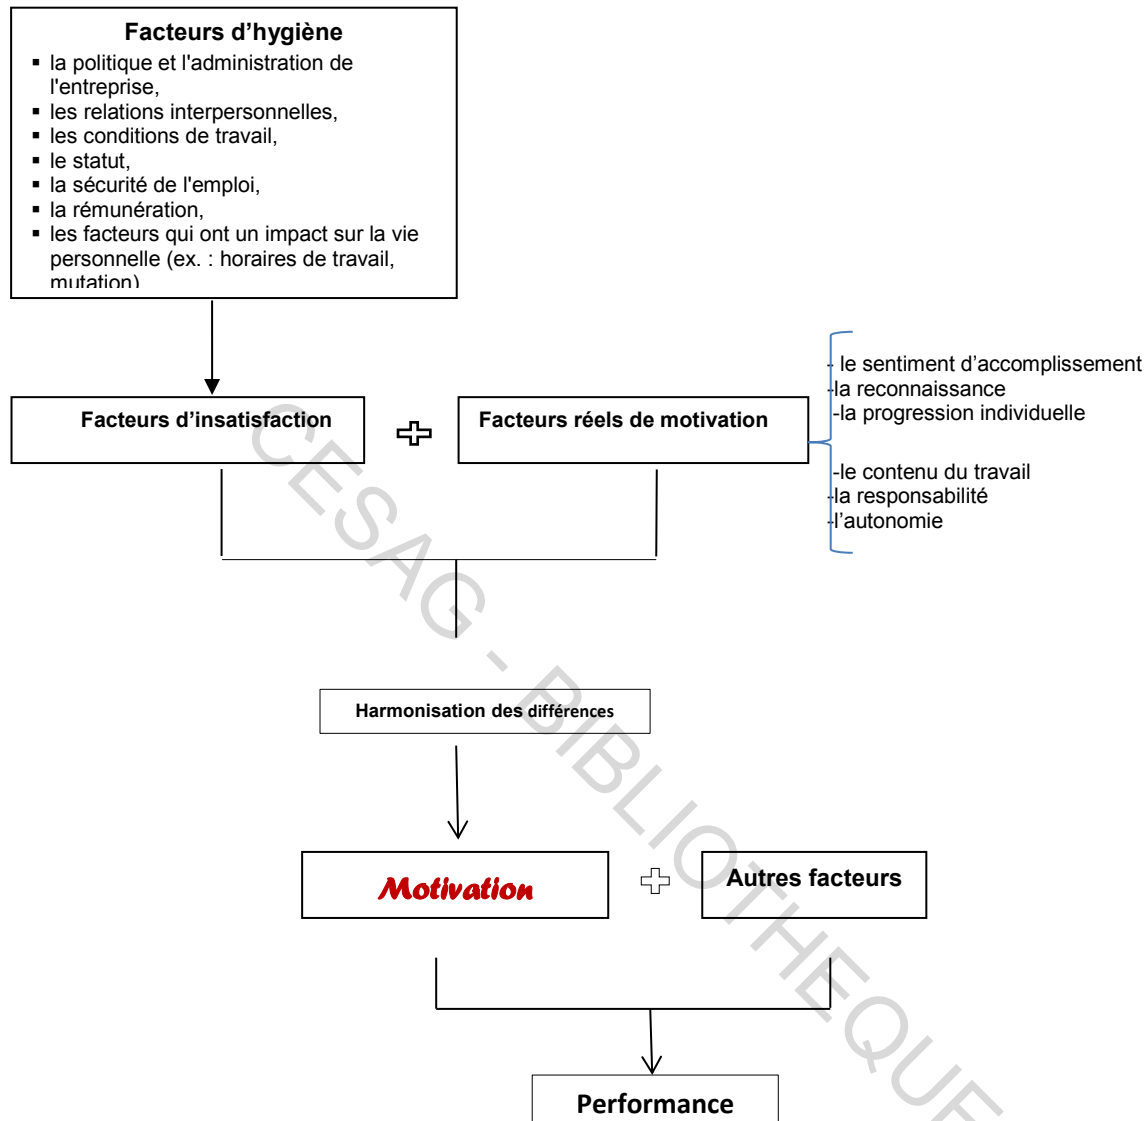 Facteurs d’hygiène
▪ la politique et l'administration de
l'entreprise,
▪ les relations interpersonnelles,
▪ les conditions de travail,
▪ le statut,
▪ la sécurité de l'emploi,
▪ la rémunération,
▪ les facteurs qui ont un impact sur la vie
personnelle (ex. : horaires de travail,
mutation)
- le sentiment d’accomplissement
-la reconnaissance
-la progression individuelle
Facteurs d’insatisfaction
Facteurs réels de motivation
-le contenu du travail
-la responsabilité
-l’autonomie
Harmonisation des différences
Motivation
Autres facteurs
Performance
CESAG - BIBLIOTHEQUE